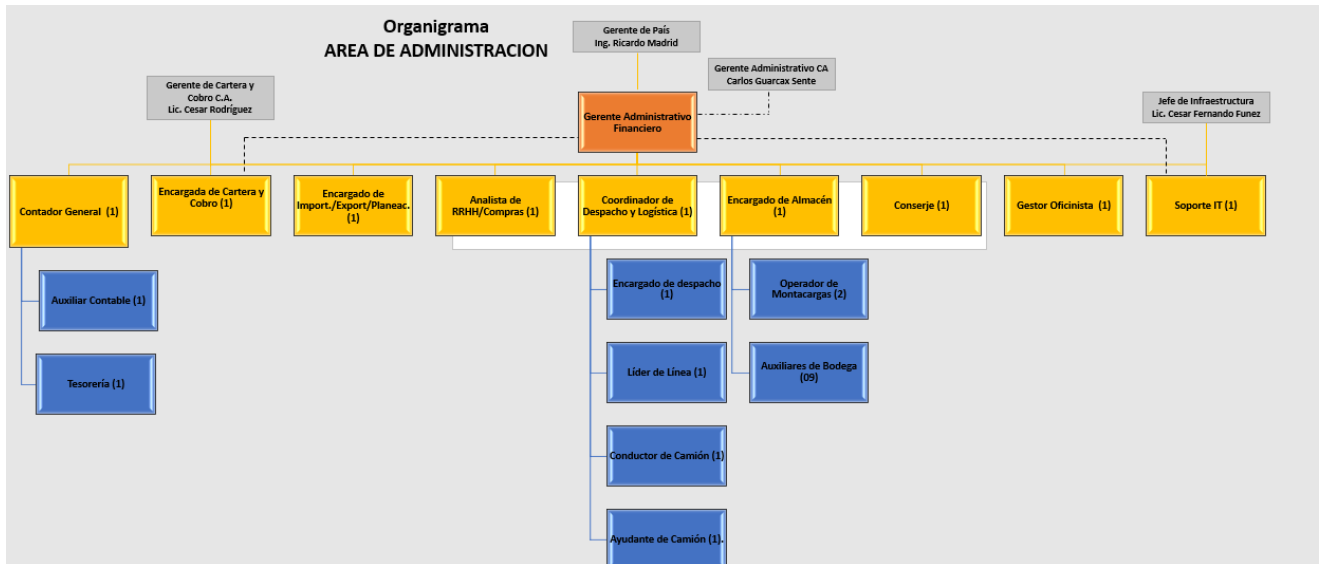 Organigrama
AREA DE ADMINISTRACION
Gerente de País
Ing. Ricardo Madrid
Gerente Administrativo CA
Carlos Guarcax Sente
Gerente de Cartera y
Cobro C.A.
Lic. Cesar Rodríguez
Jefe de Infraestructura
Lic. Cesar Fernando Funez
Gerente Administrativo
Financiero
Contador General (1)
Encargada de Cartera y
Cobro (1)
Encargado de
Import./Export/Planeac.
(1)
Analista de
RRHH/Compras (1)
Coordinador de
Despacho y Logística (1)
Encargado de Almacén
(1)
Conserje (1)
Gestor Oficinista (1)
Soporte IT (1)
Auxiliar Contable (1)
Tesorería (1)
Encargado de despacho
(1)
Líder de Línea (1)
Conductor de Camión (1)
Ayudante de Camión (1).
Operador de
Montacargas (2)
Auxiliares de Bodega
(09)